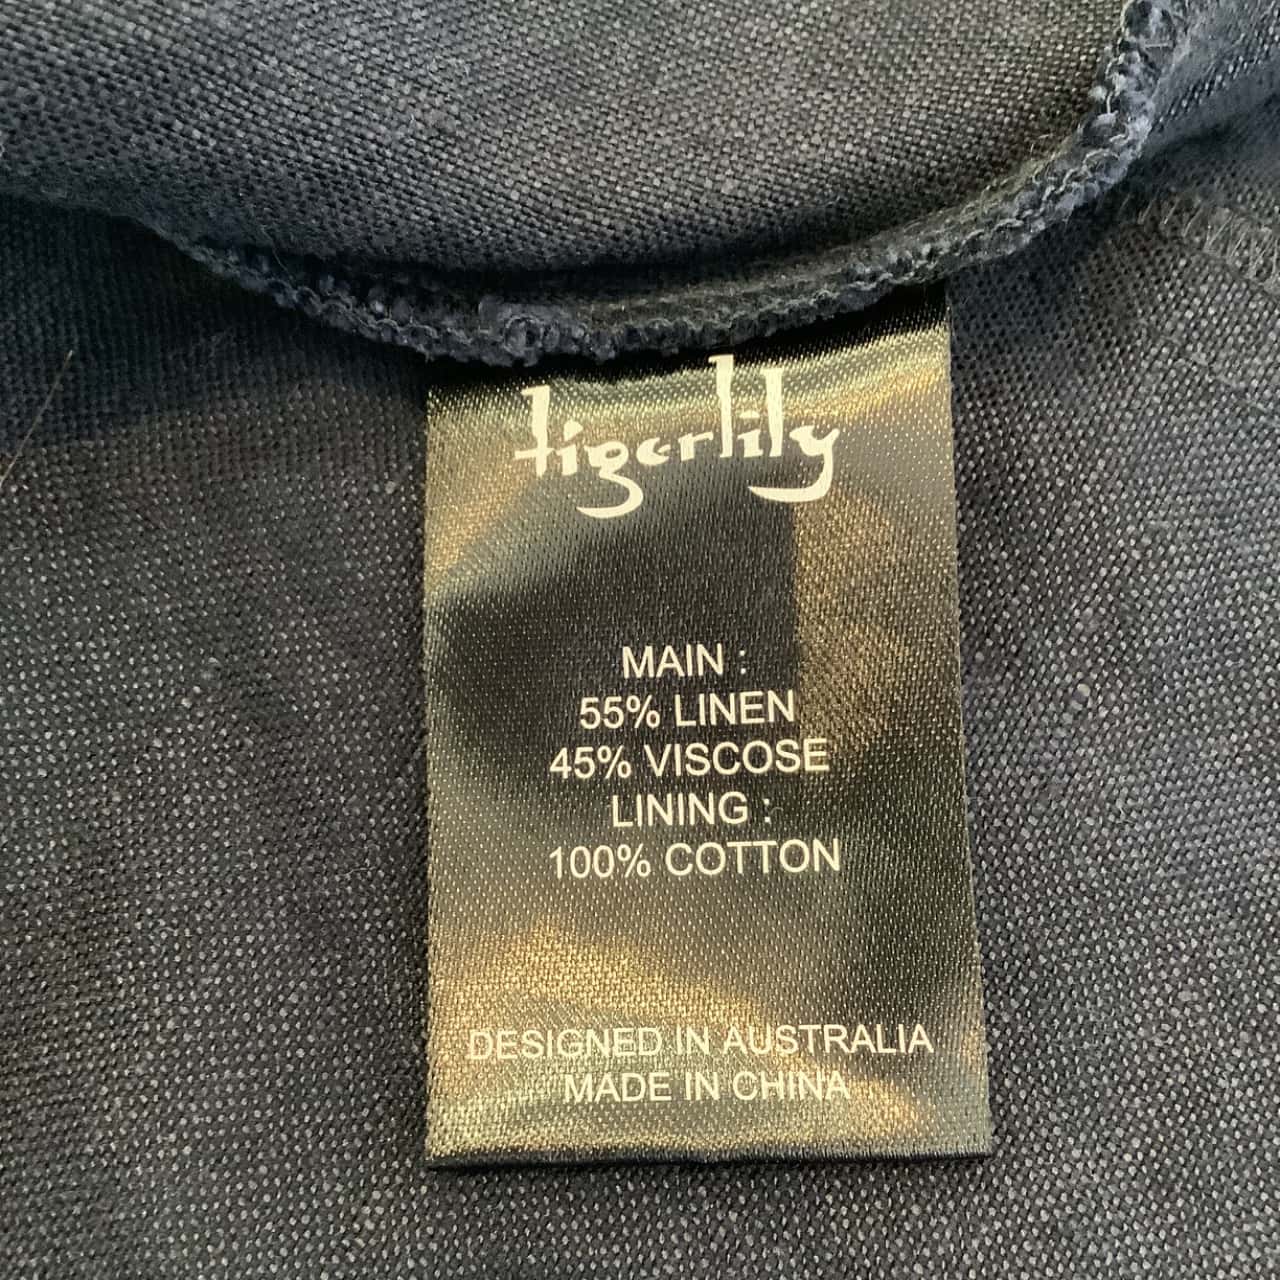 tigerlily
MAIN :
55% LINEN
45% VISCOSE
LINING :
100% COTTON
DESIGNED IN AUSTRALIA
MADE IN CHINA